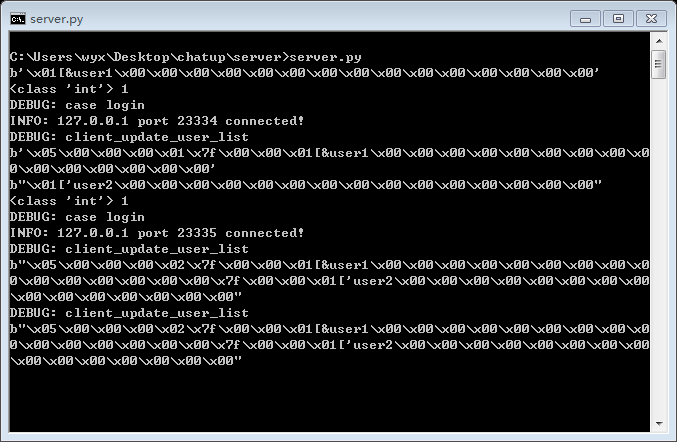 server.py
C:\Users\wyx\Desktop\chatup\server>server.py
b'\x01[&user1\x00\x00\x00\x00\x00\x00\x00\x00\x00\x00\x00\x00\x00\x00\x00'
<class 'int'> 1
DEBUG: case login
INFO: 127.0.0.1 port 23334 connected!
DEBUG: client_update_user_list
b'\x05\x00\x00\x00\x01\x7f\x00\x00\x01[&user1\x00\x00\x00\x00\x00\x00\x00\x00\x0
0\x00\x00\x00\x00\x00\x00'
b"\x01['user2\x00\x00\x00\x00\x00\x00\x00\x00\x00\x00\x00\x00\x00\x00\x00"
<class 'int'> 1
DEBUG: case login
INFO: 127.0.0.1 port 23335 connected!
DEBUG: client_update_user_list
b"\x05\x00\x00\x00\x02\x7f\x00\x00\x01[&user1\x00\x00\x00\x00\x00\x00\x00\x00\x0
0\x00\x00\x00\x00\x00\x00\x7f\x00\x00\x01['user2\x00\x00\x00\x00\x00\x00\x00\x00
\x00\x00\x00\x00\x00\x00\x00"
DEBUG: client_update_user_list
b"\x05\x00\x00\x00\x02\x7f\x00\x00\x01[&user1\x00\x00\x00\x00\x00\x00\x00\x00\x0
0\x00\x00\x00\x00\x00\x00\x7f\x00\x00\x01['user2\x00\x00\x00\x00\x00\x00\x00\x00
\x00\x00\x00\x00\x00\x00\x00"